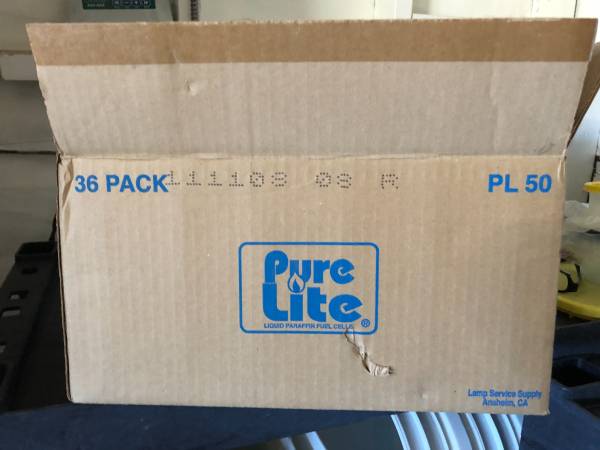 36 PACK 111108 08 R PL 50
Pure
Lite®
LIQUID PARAFFIN FUEL CELLS
Lamp Service Supply
Anaheim, CA